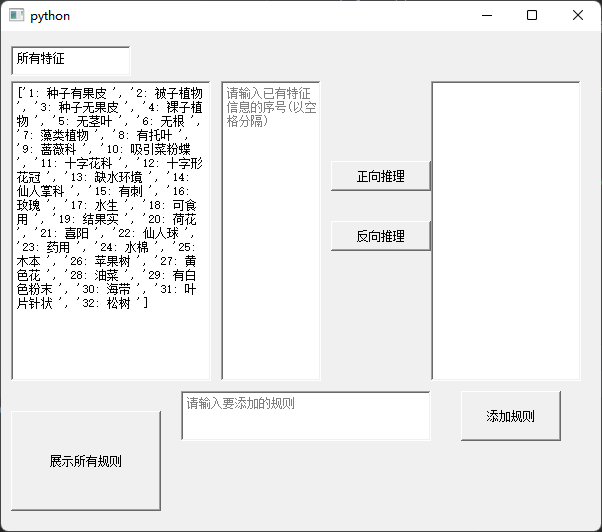 python
所有特征
['1: 种子有果皮 ', '2: 被子植物
', '3: 种子无果皮 ', '4: 裸子植
物 ', '5: 无茎叶 ', '6: 无根 ',
'7: 藻类植物 ', '8: 有托叶 ',
'9: 蔷薇科 ', '10: 吸引菜粉蝶
', '11: 十字花科 ', '12: 十字形
花冠 ', '13: 缺水环境 ', '14:
仙人掌科 ', '15: 有刺 ', '16:
玫瑰 ', '17: 水生 ', '18: 可食
用 ', '19: 结果实 ', '20: 荷花
', '21: 喜阳 ', '22: 仙人球 ',
'23: 药用 ', '24: 水棉 ', '25:
木本 ', '26: 苹果树 ', '27: 黄
色花 ', '28: 油菜 ', '29: 有白
色粉末 ', '30: 海带 ', '31: 叶
片针状 ', '32: 松树 ']
请输入已有特征
信息的序号(以空
格分隔)
正向推理
反向推理
请输入要添加的规则
添加规则
展示所有规则